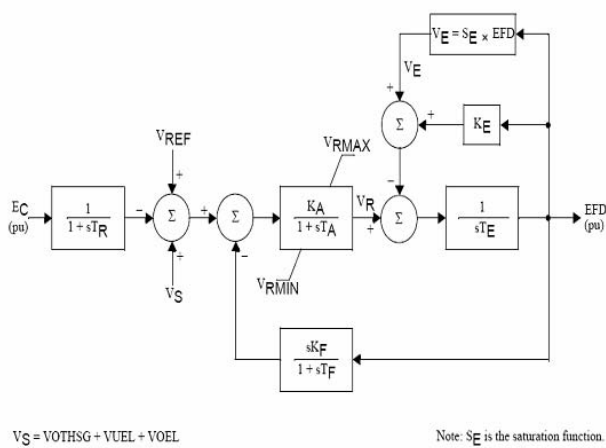 VE = SE × EFD
VE
+
Σ
+
KE
VREF
VRMAX
−
EC
(pu)
1
1 + sTR
−
+
Σ
+
+
Σ
−
KA
1 + sTA
VR
+
Σ
1
sTE
EFD
(pu)
VS
VRMIN
sKF
1 + sTF
VS = VOTHSG + VUEL + VOEL
Note: SE is the saturation function.